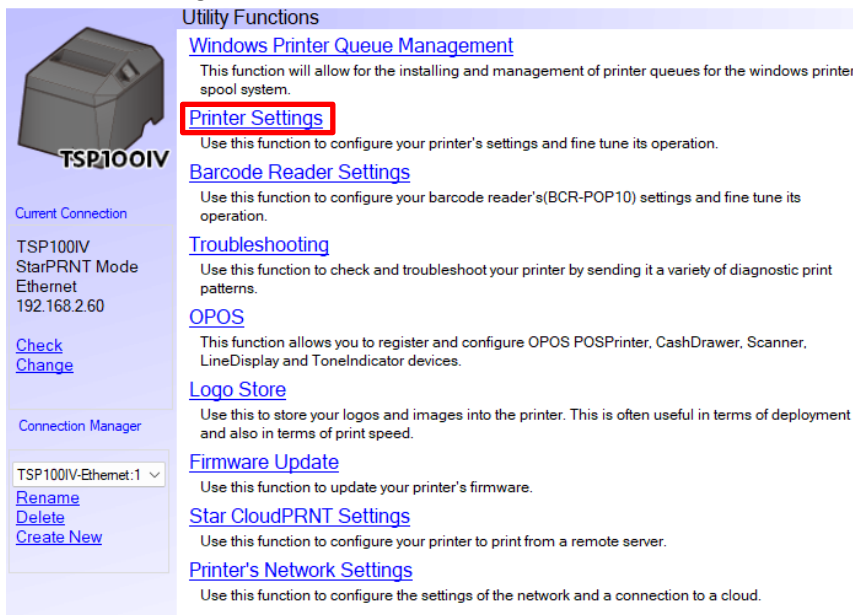 Utility Functions
Windows Printer Queue Management
This function will allow for the installing and management of printer queues for the windows printer
spool system.
Printer Settings
Use this function to configure your printer's settings and fine tune its operation.
Barcode Reader Settings
Use this function to configure your barcode reader's(BCR-POP10) settings and fine tune its
operation.
Troubleshooting
Use this function to check and troubleshoot your printer by sending it a variety of diagnostic print
patterns.
OPOS
This function allows you to register and configure OPOS POSPrinter, CashDrawer, Scanner,
LineDisplay and ToneIndicator devices.
Logo Store
Use this to store your logos and images into the printer. This is often useful in terms of deployment
and also in terms of print speed.
Firmware Update
Use this function to update your printer's firmware.
Star CloudPRNT Settings
Use this function to configure your printer to print from a remote server.
Printer's Network Settings
Use this function to configure the settings of the network and a connection to a cloud.
TSP100IV
Current Connection
TSP100IV
StarPRNT Mode
Ethernet
192.168.2.60
Check
Change
Connection Manager
TSP100IV-Ethernet:1
Rename
Delete
Create New